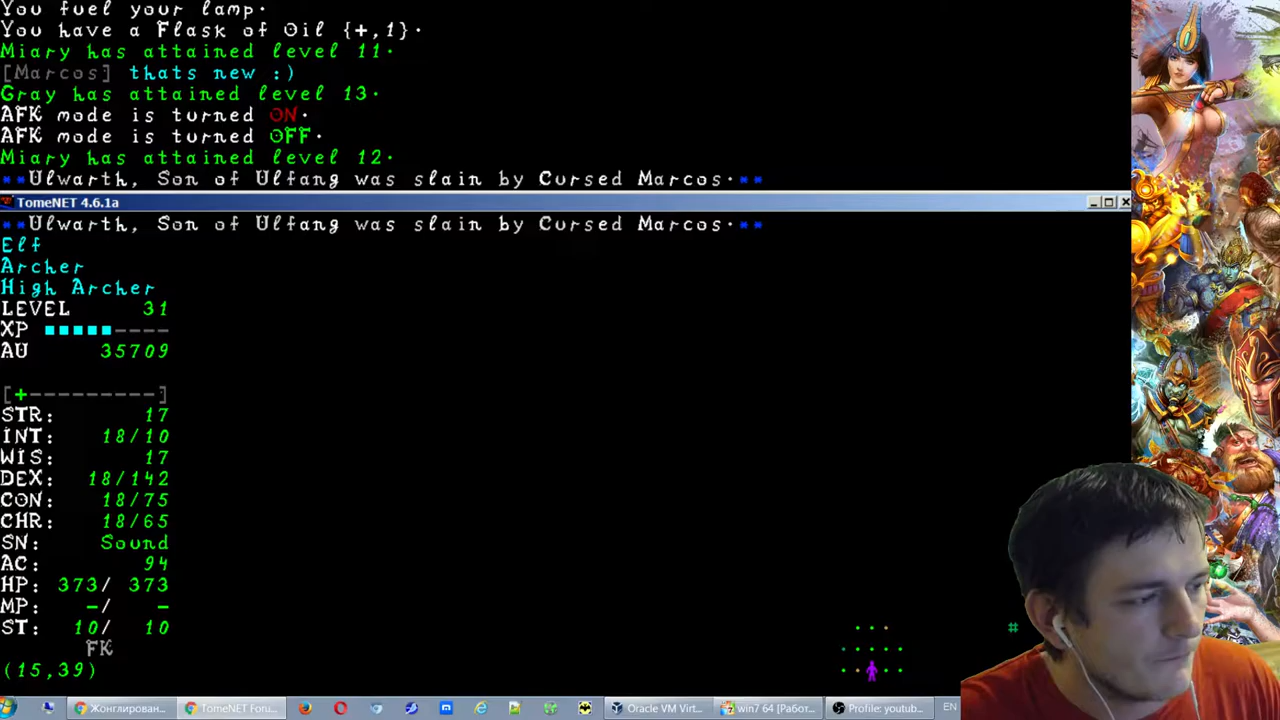 You fuel your lamp.
You have a Flask of Oil {+,1}.
Miary has attained level 11.
[Marcos] thats new :)
Gray has attained level 13.
AFK mode is turned ON.
AFK mode is turned OFF.
Miary has attained level 12.
**Ulwarth, Son of Ulfang was slain by Cursed Marcos.**
TomeNET 4.6.1a
**Ulwarth, Son of Ulfang was slain by Cursed Marcos.**
Elf
Archer
High Archer
LEVEL 31
XP
AU 35709
[+----------]
STR: 17
INT: 18/10
WIS: 17
DEX: 18/142
CON: 18/75
CHR: 18/65
SN: Sound
AC: 94
HP: 373/ 373
MP: -/ -
ST: 10/ 10
FK
(15,39)
Жонглирован...
TomeNET Foru...
Oracle VM Virt...
win7 64 [Работ...
Profile: youtub...
EN